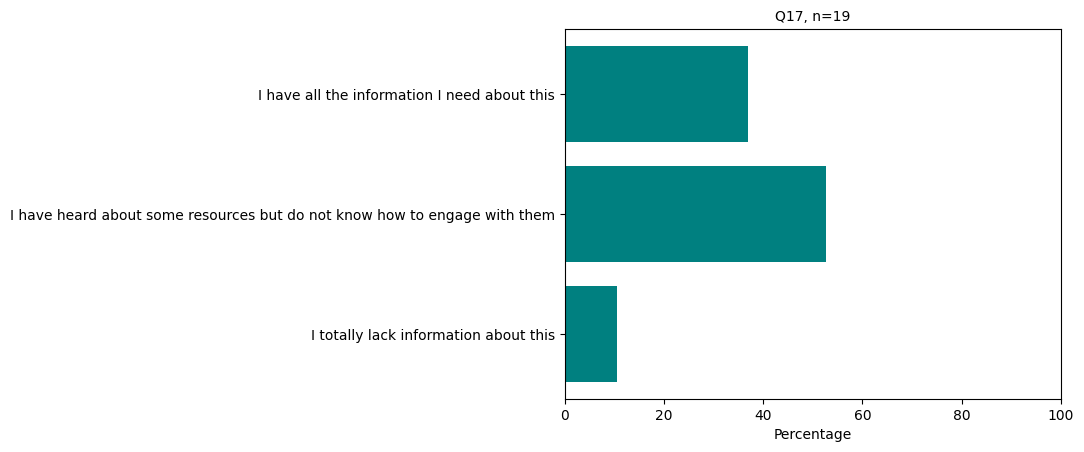 Q17, n=19
I have all the information I need about this
I have heard about some resources but do not know how to engage with them
I totally lack information about this
0 20 40 60 80 100
Percentage